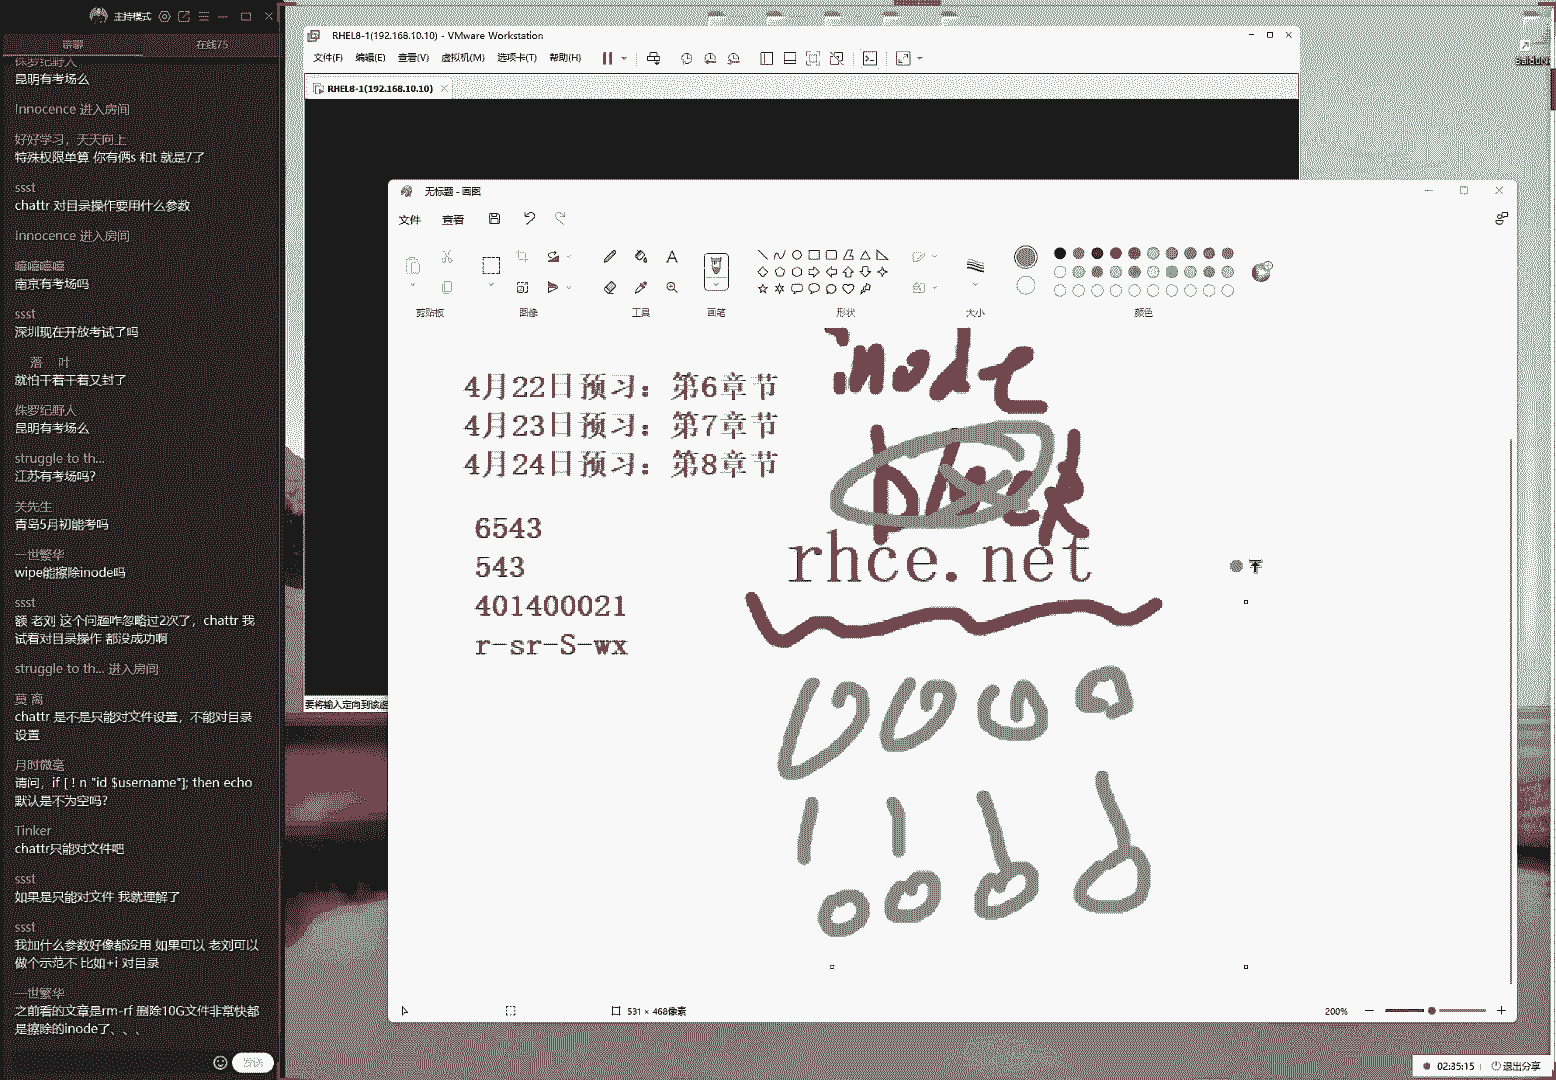 主持模式
聊聊
在线75
侏罗纪野人
昆明有考场么
Innocence 进入房间
好好学习，天天向上
特殊权限单算 你有俩s 和t 就是7了
ssst
chattr 对目录操作要用什么参数
Innocence 进入房间
嘻嘻嘻嘻
南京有考场吗
ssst
深圳现在开放考试了吗
落 叶
就怕干着干着又封了
侏罗纪野人
昆明有考场么
struggle to th...
江苏有考场吗？
关先生
青岛5月初能考吗
一世繁华
wipe能擦除inode吗
ssst
额 老刘 这个问题咋忽略过2次了，chattr 我
试着对目录操作 都没成功啊
struggle to th... 进入房间
莫 离
chattr 是不是只能对文件设置，不能对目录
设置
月时微毫
请问，if [ ! n "id $username"]; then echo
默认是不为空吗？
Tinker
chattr只能对文件吧
ssst
如果是只能对文件 我就理解了
ssst
我加什么参数好像都没用 如果可以 老刘可以
做个示范不 比如+i 对目录
一世繁华
之前看的文章是rm-rf 删除10G文件非常快都
是擦除的inode了、、、
发送
RHEL8-1(192.168.10.10) - VMware Workstation
文件(F) 编辑(E) 查看(V) 虚拟机(M) 选项卡(T) 帮助(H)
RHEL8-1(192.168.10.10)
要将输入定向到该虚
无标题 - 画图
文件 查看
剪贴板 图像 工具 画笔 形状 大小 颜色
inode
4月22日预习：第6章节
4月23日预习：第7章节
4月24日预习：第8章节
block
6543
rhce.net
543
401400021
r-sr-S-wx
531 × 468像素
200%
02:35:15
退出分享